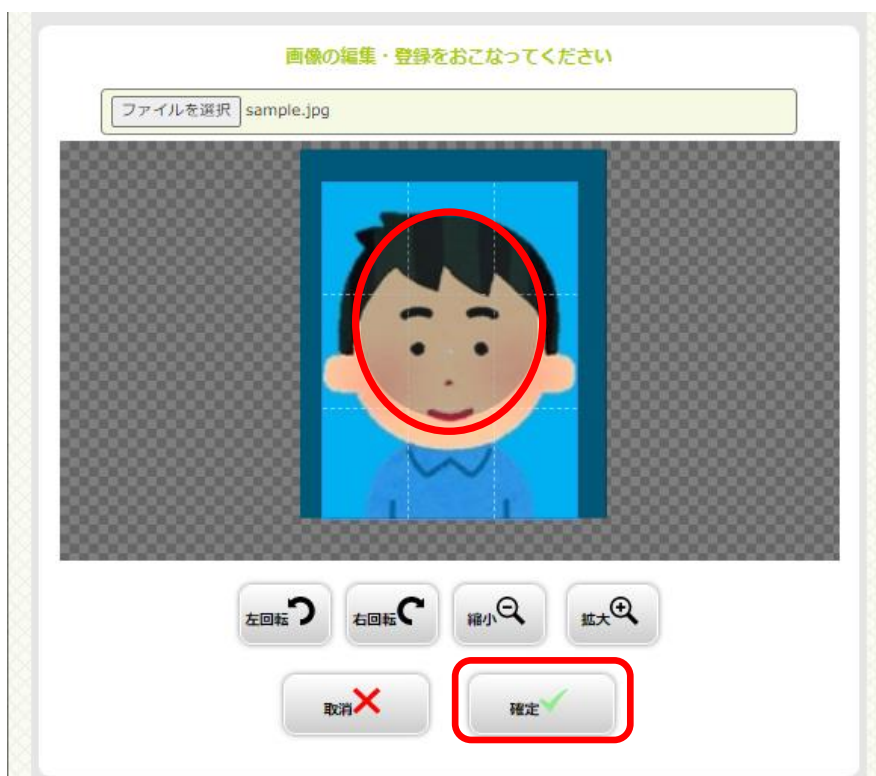 画像の編集・登録をおこなってください
ファイルを選択 sample.jpg
左回転 右回転 縮小 拡大
取消 確定